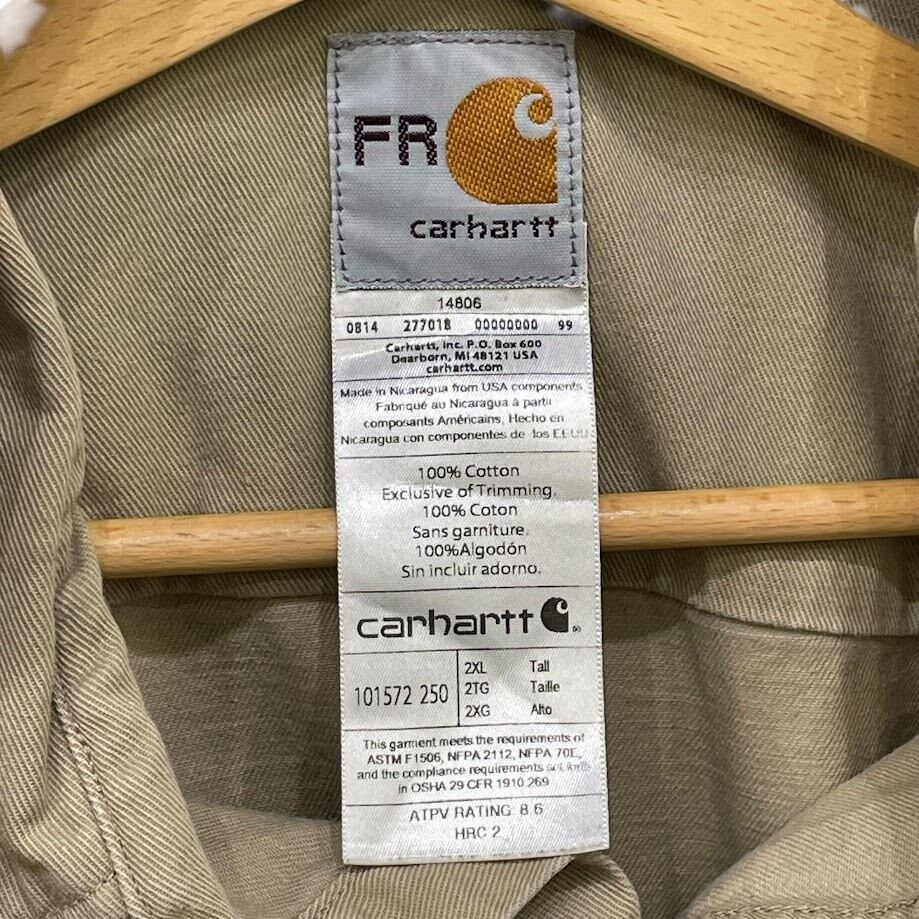 FR
carhartt
14806
0814 277018 00000000 99
Carhartt, Inc. P.O. Box 600
Dearborn, MI 48121 USA
carhartt.com
Made in Nicaragua from USA components
Fabriqué au Nicaragua à partir
composants Américains, Hecho en
Nicaragua con componentes de los EEUU
100% Cotton
Exclusive of Trimming.
100% Coton
Sans garniture.
100%Algodón
Sin incluir adorno.
carhartt
101572 250
2XL Tall
2TG Taille
2XG Alto
This garment meets the requirements of
ASTM F1506, NFPA 2112, NFPA 70E,
and the compliance requirements set forth
in OSHA 29 CFR 1910.269
ATPV RATING: 8.6
HRC 2